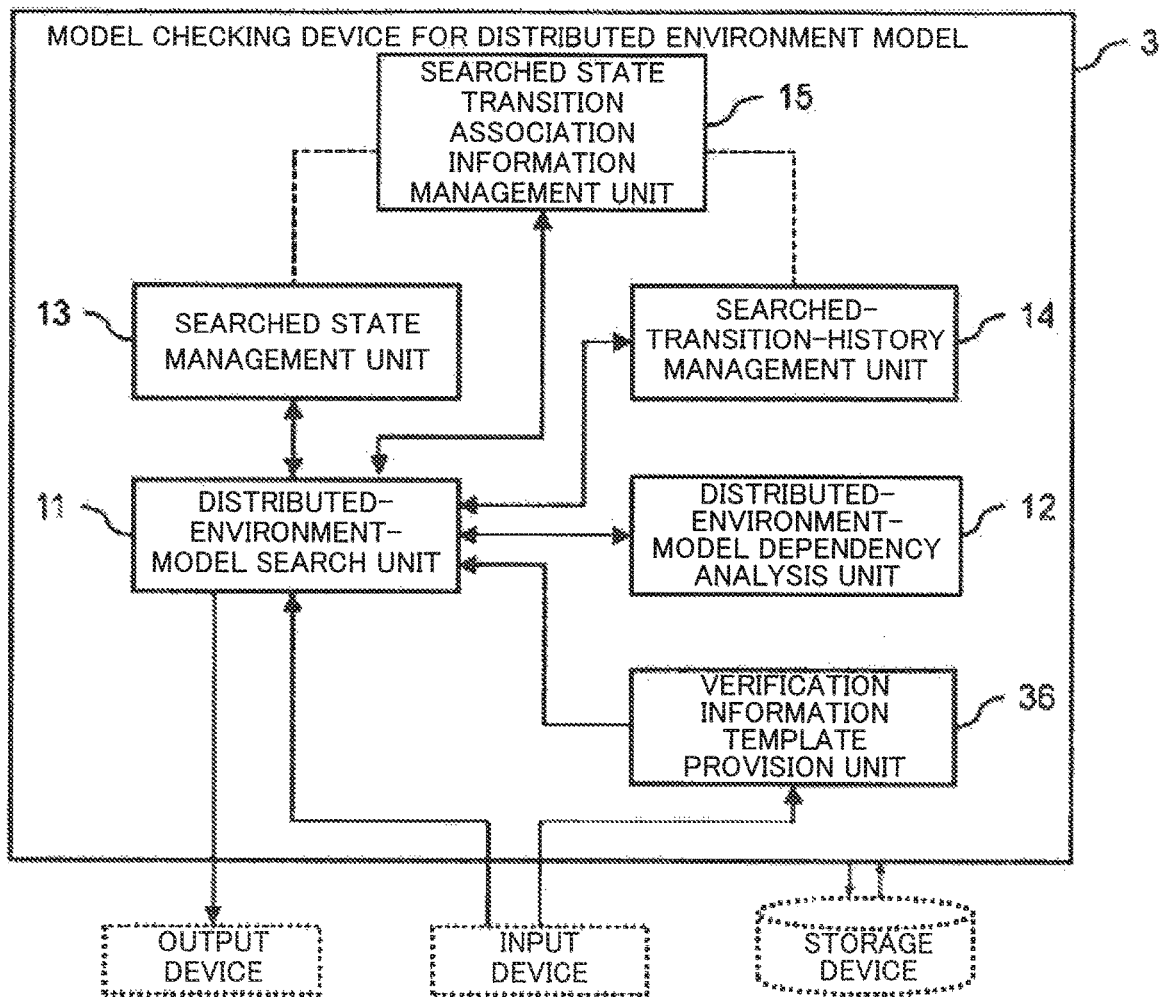 MODEL CHECKING DEVICE FOR DISTRIBUTED ENVIRONMENT MODEL
3
SEARCHED STATE
TRANSITION
ASSOCIATION
INFORMATION
MANAGEMENT UNIT
15
13
SEARCHED STATE
MANAGEMENT UNIT
SEARCHED-
TRANSITION-HISTORY
MANAGEMENT UNIT
14
11
DISTRIBUTED-
ENVIRONMENT-
MODEL SEARCH UNIT
DISTRIBUTED-
ENVIRONMENT-
MODEL DEPENDENCY
ANALYSIS UNIT
12
VERIFICATION
INFORMATION
TEMPLATE
PROVISION UNIT
36
OUTPUT
DEVICE
INPUT
DEVICE
STORAGE
DEVICE